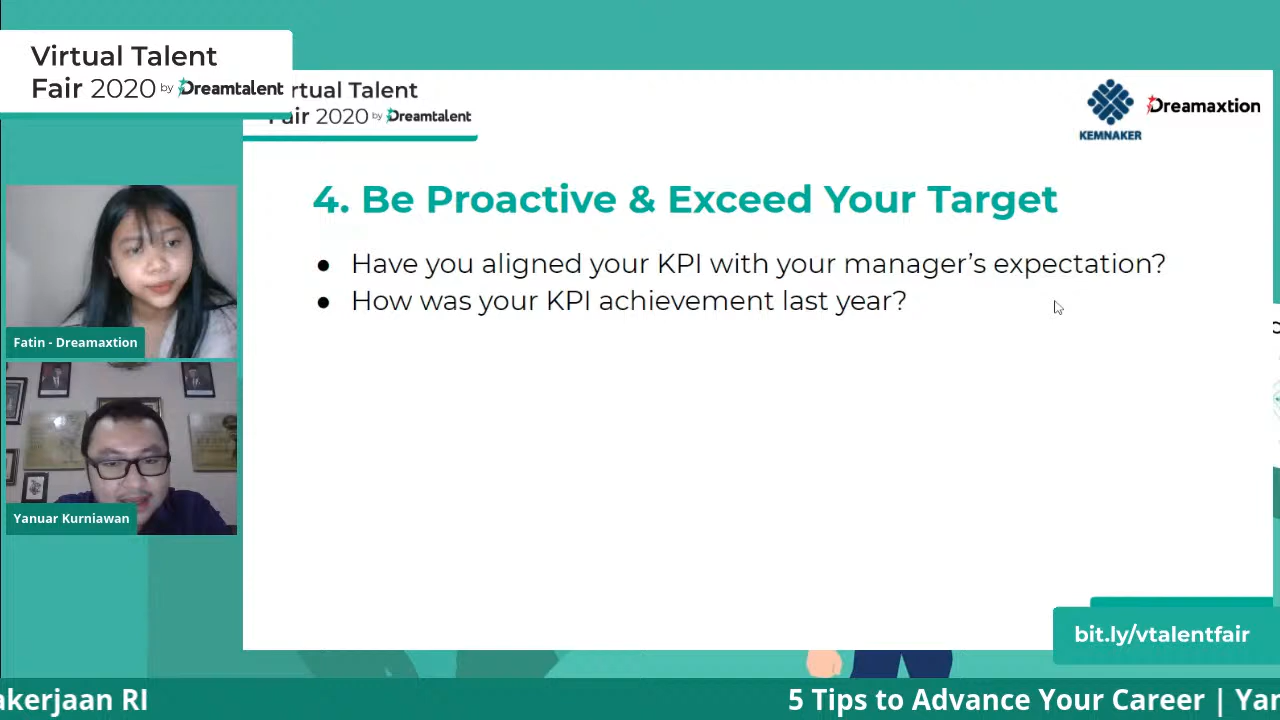 Virtual Talent
Fair 2020 by Dreamtalent
rtual Talent
Fair 2020 by Dreamtalent
KEMNAKER
Dreamaxtion
4. Be Proactive & Exceed Your Target
● Have you aligned your KPI with your manager’s expectation?
● How was your KPI achievement last year?
Fatin - Dreamaxtion
Yanuar Kurniawan
bit.ly/vtalentfair
akerjaan RI
5 Tips to Advance Your Career | Yar